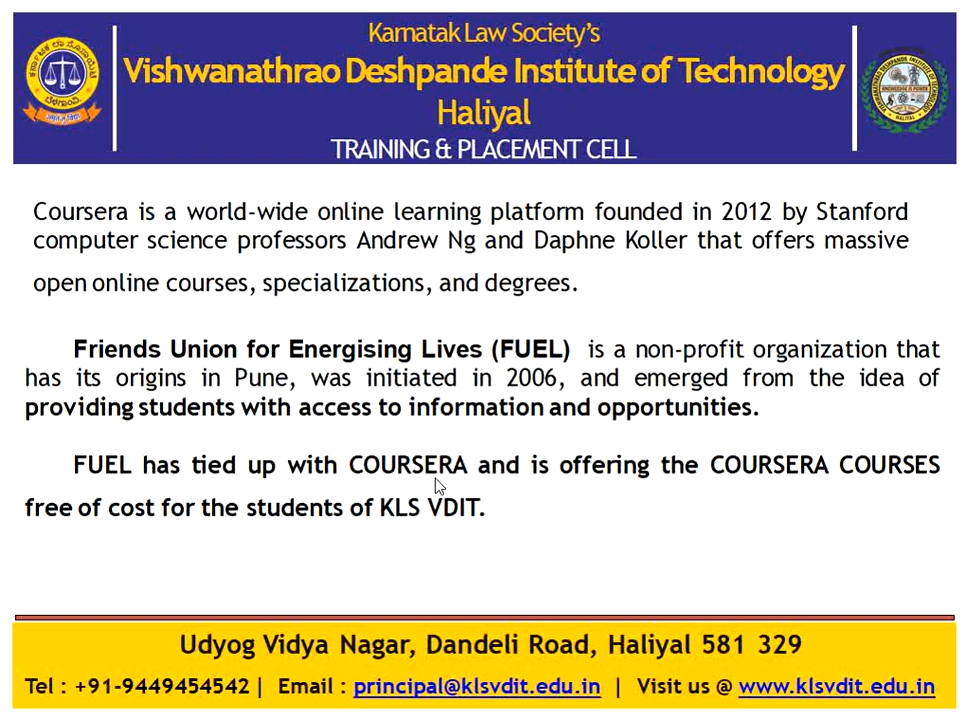 Karnatak Law Society's
Vishwanathrao Deshpande Institute of Technology
Haliyal
TRAINING & PLACEMENT CELL
Coursera is a world-wide online learning platform founded in 2012 by Stanford
computer science professors Andrew Ng and Daphne Koller that offers massive
open online courses, specializations, and degrees.
Friends Union for Energising Lives (FUEL) is a non-profit organization that
has its origins in Pune, was initiated in 2006, and emerged from the idea of
providing students with access to information and opportunities.
FUEL has tied up with COURSERA and is offering the COURSERA COURSES
free of cost for the students of KLS VDIT.
Udyog Vidya Nagar, Dandeli Road, Haliyal 581 329
Tel : +91-9449454542 | Email : principal@klsvdit.edu.in | Visit us @ www.klsvdit.edu.in